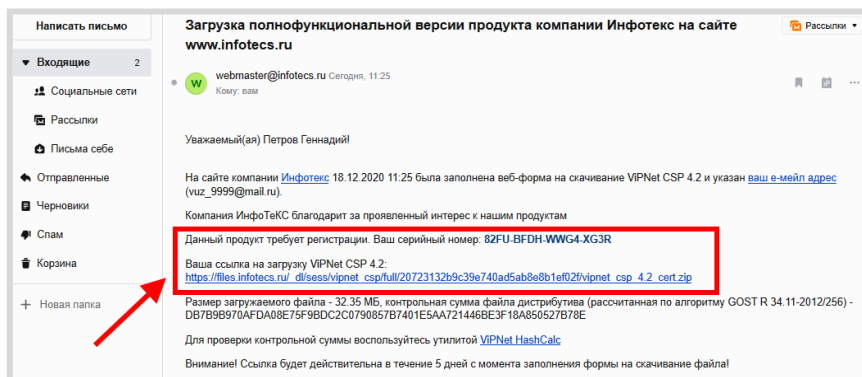 Написать письмо
Входящие 2
Социальные сети
Рассылки
Письма себе
Отправленные
Черновики
Спам
Корзина
Новая папка
Загрузка полнофункциональной версии продукта компании Инфотекс на сайте
www.infotecs.ru
Рассылки
W
webmaster@infotecs.ru Сегодня, 11:25
Кому: вам
Уважаемый(ая) Петров Геннадий!
На сайте компании Инфотекс 18.12.2020 11:25 была заполнена веб-форма на скачивание ViPNet CSP 4.2 и указан ваш е-мейл адрес
(vuz_9999@mail.ru).
Компания ИнфоТеКС благодарит за проявленный интерес к нашим продуктам
Данный продукт требует регистрации. Ваш серийный номер: 82FU-BFDH-WWG4-XG3R
Ваша ссылка на загрузку ViPNet CSP 4.2:
https://files.infotecs.ru/_dl/sess/vipnet_csp/full/20723132b9c39e740ad5ab8e8b1ef02f/vipnet_csp_4.2_cert.zip
Размер загружаемого файла - 32.35 МБ, контрольная сумма файла дистрибутива (рассчитанная по алгоритму GOST R 34.11-2012/256) -
DB7B9B970AFDA08E75F9BDC2C0790857B7401E5AA721446BE3F18A850527B78E
Для проверки контрольной суммы воспользуйтесь утилитой ViPNet HashCalc
Внимание! Ссылка будет действительна в течение 5 дней с момента заполнения формы на скачивание файла!